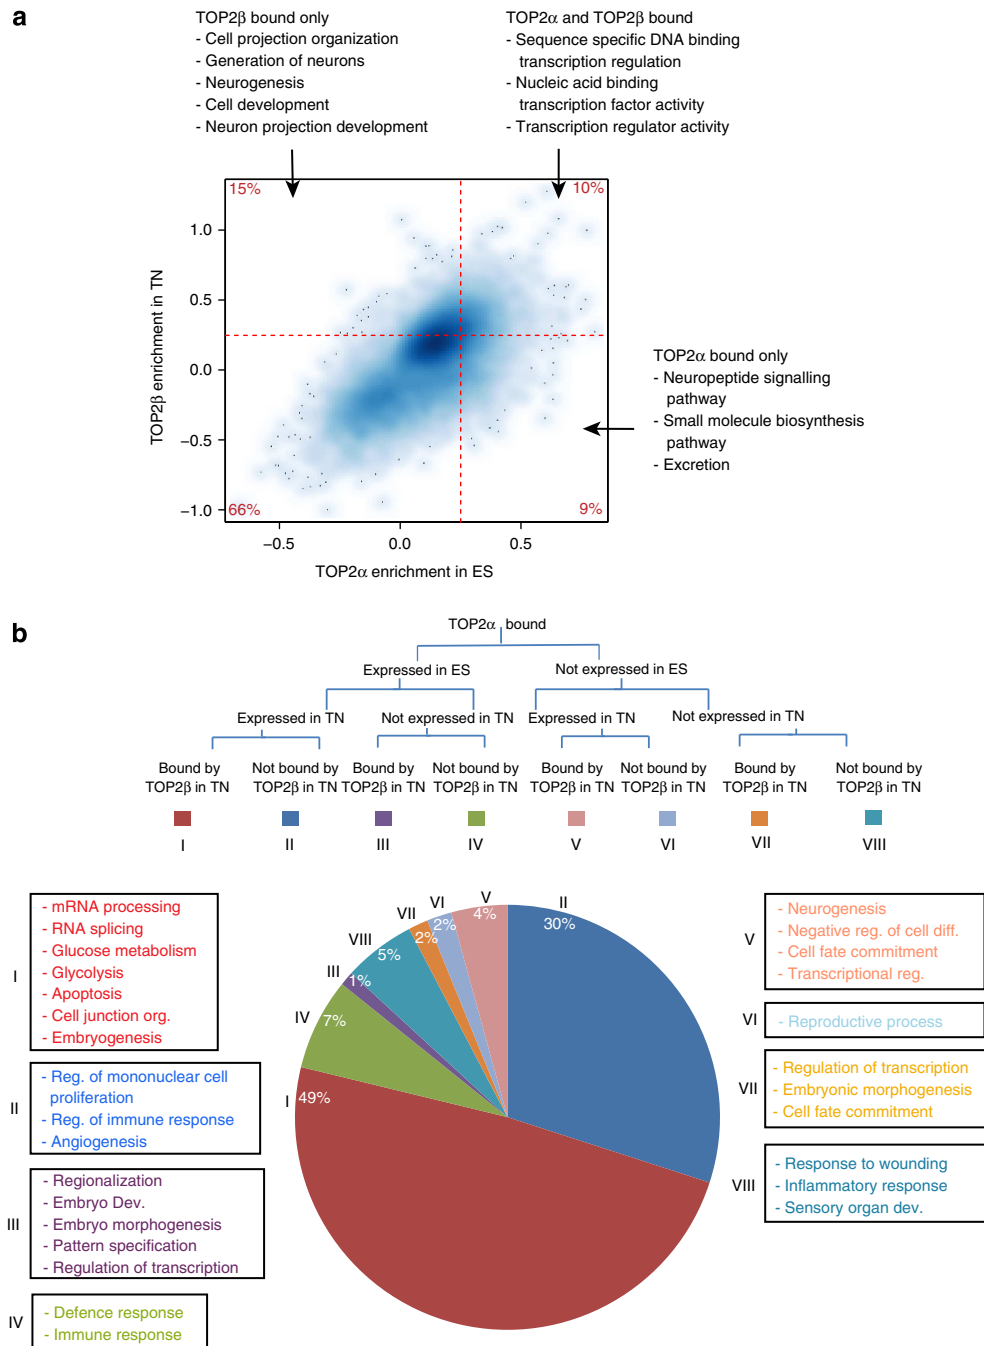 a
TOP2β bound only
- Cell projection organization
- Generation of neurons
- Neurogenesis
- Cell development
- Neuron projection development
TOP2α and TOP2β bound
- Sequence specific DNA binding
transcription regulation
- Nucleic acid binding
transcription factor activity
- Transcription regulator activity
15%
10%
66%
9%
1.0
0.5
0.0
−0.5
−1.0
TOP2β enrichment in TN
−0.5
0.0
0.5
TOP2α enrichment in ES
TOP2α bound only
- Neuropeptide signalling
pathway
- Small molecule biosynthesis
pathway
- Excretion
b
TOP2α bound
Expressed in ES
Not expressed in ES
Expressed in TN
Not expressed in TN
Expressed in TN
Not expressed in TN
Bound by
TOP2β in TN
Not bound by
TOP2β in TN
Bound by
TOP2β in TN
Not bound by
TOP2β in TN
Bound by
TOP2β in TN
Not bound by
TOP2β in TN
Bound by
TOP2β in TN
Not bound by
TOP2β in TN
I
II
III
IV
V
VI
VII
VIII
I
- mRNA processing
- RNA splicing
- Glucose metabolism
- Glycolysis
- Apoptosis
- Cell junction org.
- Embryogenesis
II
- Reg. of mononuclear cell
proliferation
- Reg. of immune response
- Angiogenesis
III
- Regionalization
- Embryo Dev.
- Embryo morphogenesis
- Pattern specification
- Regulation of transcription
IV
- Defence response
- Immune response
I
49%
IV
7%
III
1%
VIII
5%
VII
2%
VI
2%
V
4%
II
30%
V
- Neurogenesis
- Negative reg. of cell diff.
- Cell fate commitment
- Transcriptional reg.
VI
- Reproductive process
VII
- Regulation of transcription
- Embryonic morphogenesis
- Cell fate commitment
VIII
- Response to wounding
- Inflammatory response
- Sensory organ dev.